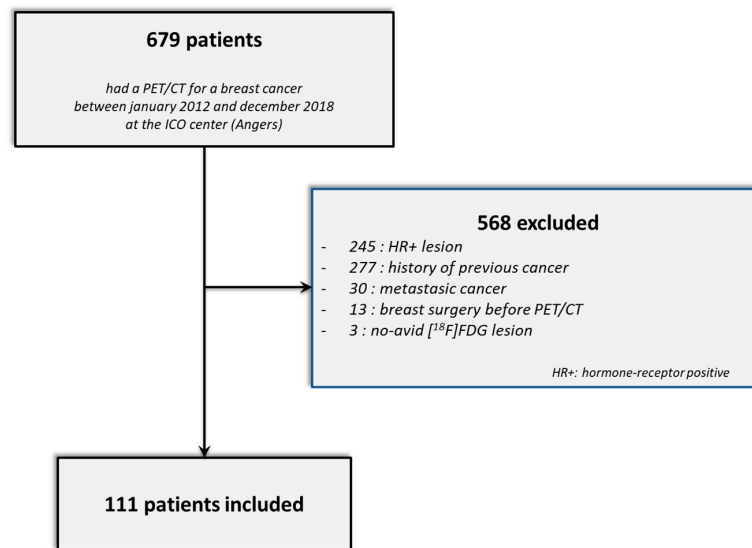 679 patients
had a PET/CT for a breast cancer
between january 2012 and december 2018
at the ICO center (Angers)
568 excluded
- 245 : HR+ lesion
- 277 : history of previous cancer
- 30 : metastasic cancer
- 13 : breast surgery before PET/CT
- 3 : no-avid [¹⁸F]FDG lesion
HR+: hormone-receptor positive
111 patients included